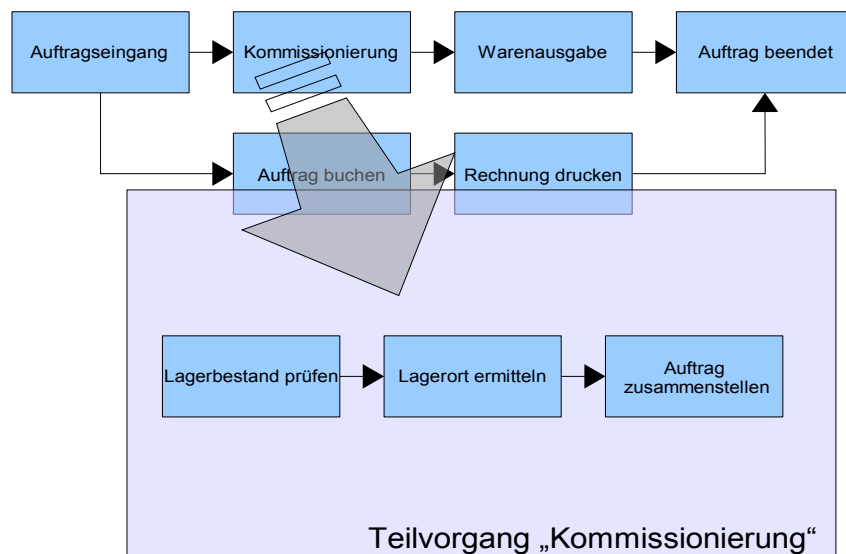 Auftragseingang
Kommissionierung
Warenausgabe
Auftrag beendet
Auftrag buchen
Rechnung drucken
Lagerbestand prüfen
Lagerort ermitteln
Auftrag
zusammenstellen
Teilvorgang „Kommissionierung“